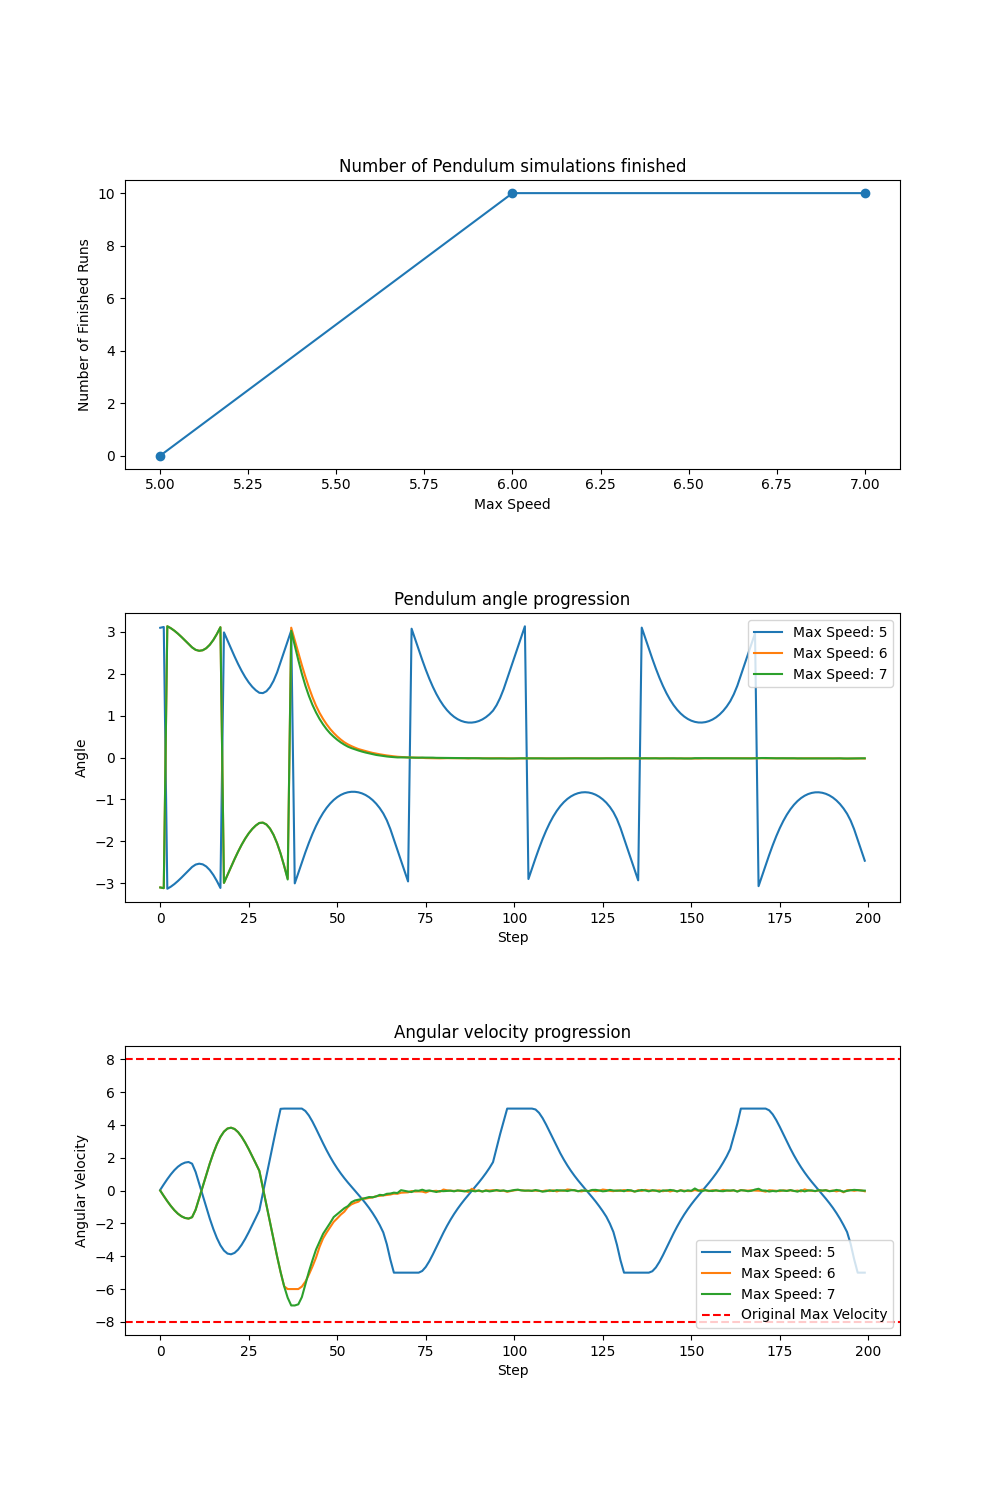 Number of Pendulum simulations finished
10
8
6
4
2
0
Number of Finished Runs
5.00 5.25 5.50 5.75 6.00 6.25 6.50 6.75 7.00
Max Speed
Pendulum angle progression
3
2
1
0
−1
−2
−3
Angle
Max Speed: 5
Max Speed: 6
Max Speed: 7
0 25 50 75 100 125 150 175 200
Step
Angular velocity progression
8
6
4
2
0
−2
−4
−6
−8
Angular Velocity
Max Speed: 5
Max Speed: 6
Max Speed: 7
Original Max Velocity
0 25 50 75 100 125 150 175 200
Step